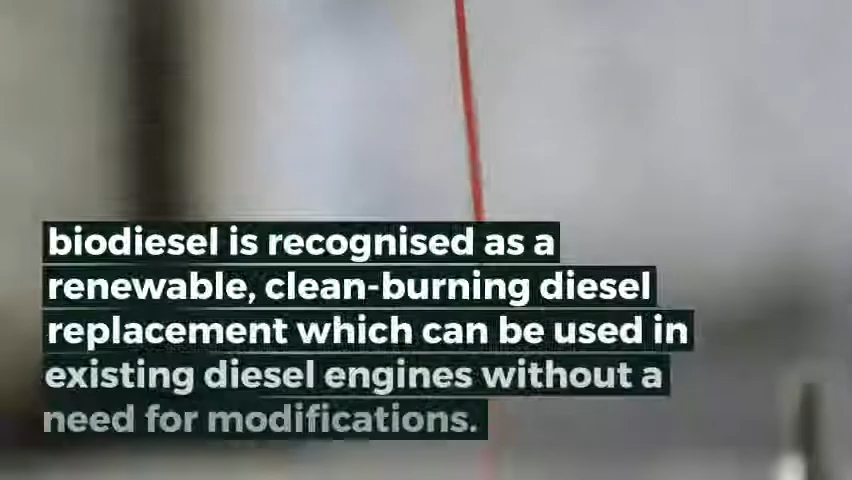 biodiesel is recognised as a
renewable, clean-burning diesel
replacement which can be used in
existing diesel engines without a
need for modifications.